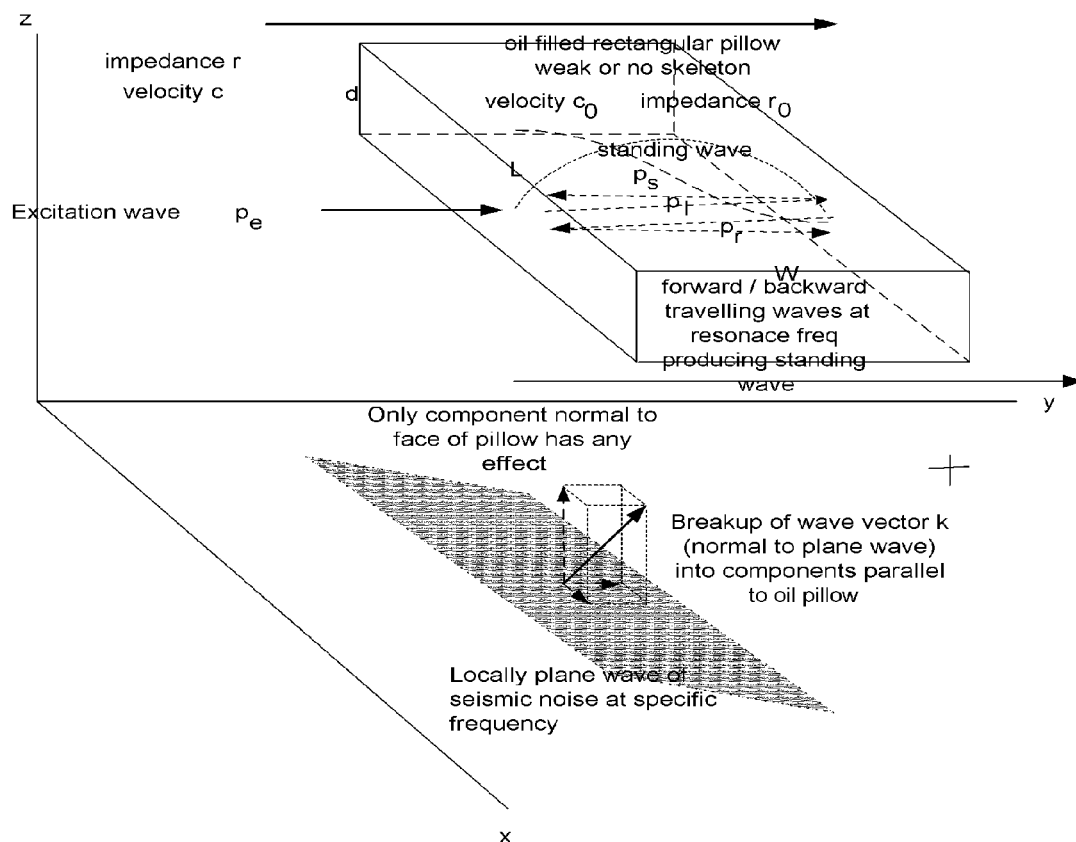 z
oil filled rectangular pillow
weak or no skeleton
impedance r
velocity c
d
velocity c0
impedance r0
standing wave
L
ps
pl
pr
Excitation wave pe
W
forward / backward
travelling waves at
resonace freq
producing standing
wave
y
Only component normal to
face of pillow has any
effect
Breakup of wave vector k
(normal to plane wave)
into components parallel
to oil pillow
Locally plane wave of
seismic noise at specific
frequency
x